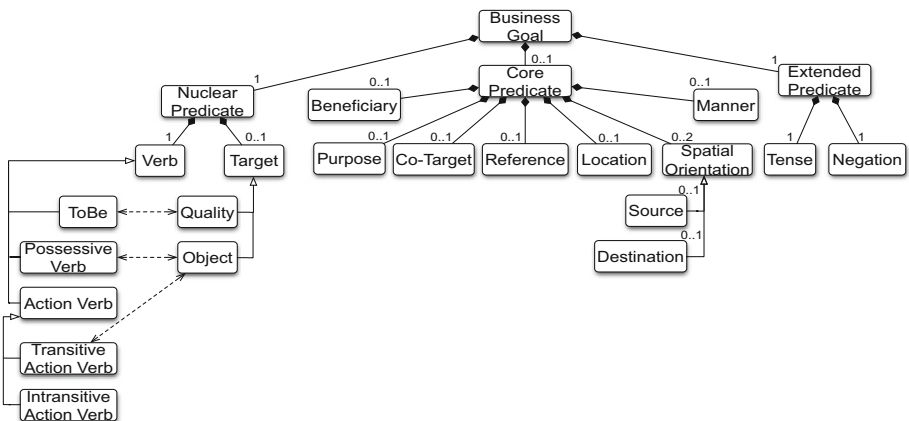 Business
Goal
1
0..1
1
Nuclear
Predicate
0..1
Beneficiary
Core
Predicate
0..1
Manner
Extended
Predicate
1
0..1
0..1
0..1
0..1
0..1
0..2
1
1
Verb
Target
Purpose
Co-Target
Reference
Location
Spatial
Orientation
Tense
Negation
ToBe
Quality
0..1
Source
Possessive
Verb
Object
0..1
Destination
Action Verb
Transitive
Action Verb
Intransitive
Action Verb